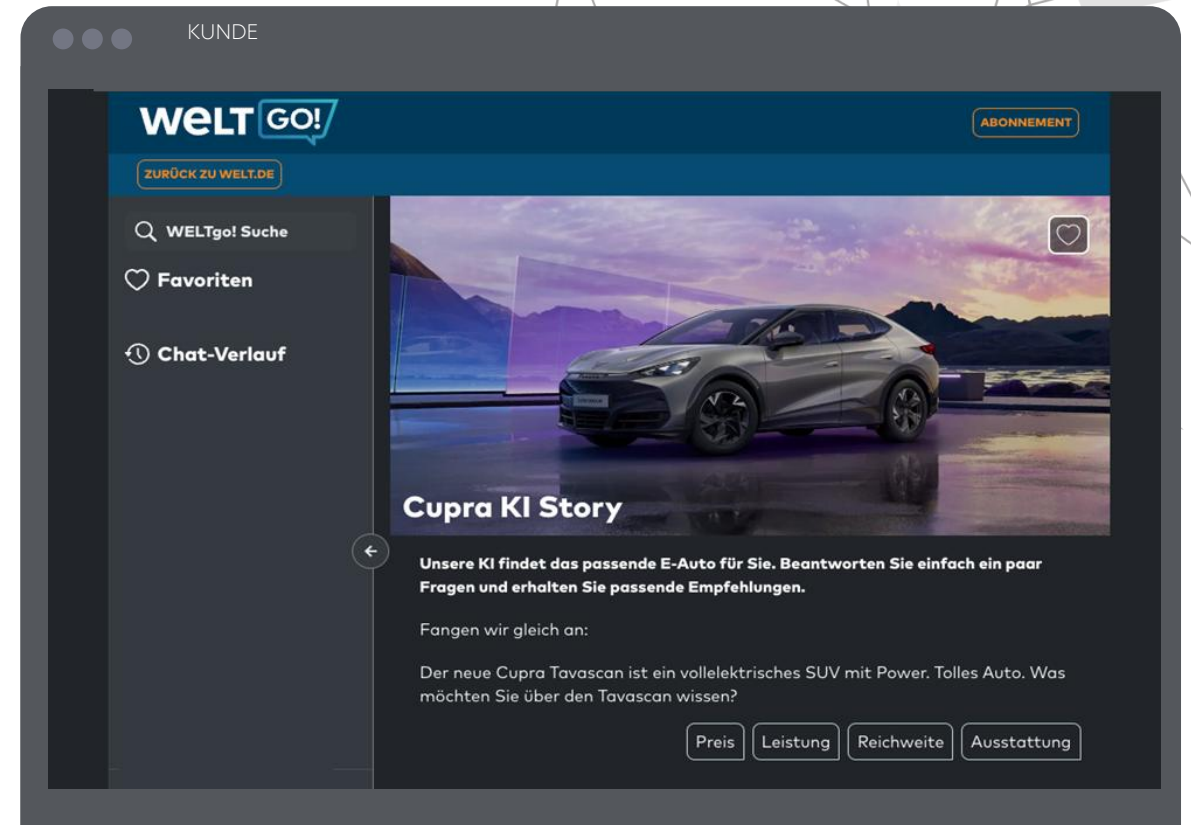 KUNDE
WELT GO!
ABONNEMENT
ZURÜCK ZU WELT.DE
WELTgo! Suche
Favoriten
Chat-Verlauf
Cupra KI Story
Unsere KI findet das passende E-Auto für Sie. Beantworten Sie einfach ein paar
Fragen und erhalten Sie passende Empfehlungen.
Fangen wir gleich an:
Der neue Cupra Tavascan ist ein vollelektrisches SUV mit Power. Tolles Auto. Was
möchten Sie über den Tavascan wissen?
Preis Leistung Reichweite Ausstattung